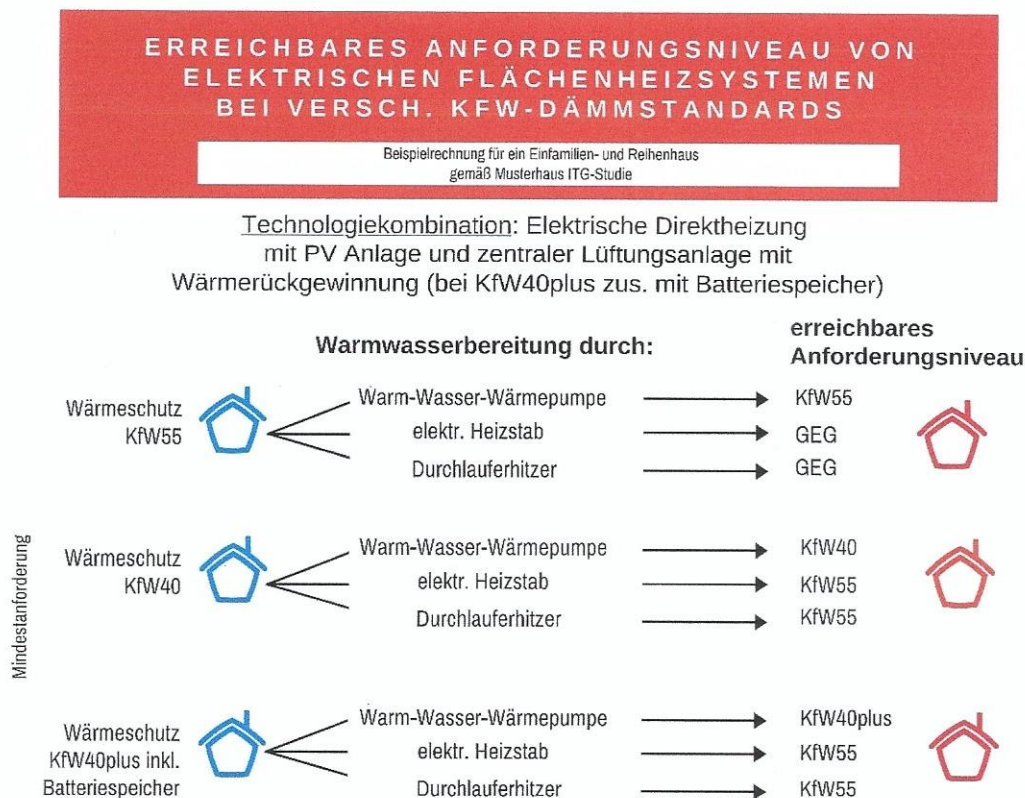 ERREICHBARES ANFORDERUNGSNIVEAU VON
ELEKTRISCHEN FLÄCHENHEIZSYSTEMEN
BEI VERSCH. KFW-DÄMMSTANDARDS
Beispielrechnung für ein Einfamilien- und Reihenhaus
gemäß Musterhaus ITG-Studie
Technologiekombination: Elektrische Direktheizung
mit PV Anlage und zentraler Lüftungsanlage mit
Wärmerückgewinnung (bei KfW40plus zus. mit Batteriespeicher)
Warmwasserbereitung durch:
erreichbares
Anforderungsniveau
Mindestanforderung
Wärmeschutz
KfW55
Warm-Wasser-Wärmepumpe KfW55
elektr. Heizstab GEG
Durchlauferhitzer GEG
Wärmeschutz
KfW40
Warm-Wasser-Wärmepumpe KfW40
elektr. Heizstab KfW55
Durchlauferhitzer KfW55
Wärmeschutz
KfW40plus inkl.
Batteriespeicher
Warm-Wasser-Wärmepumpe KfW40plus
elektr. Heizstab KfW55
Durchlauferhitzer KfW55